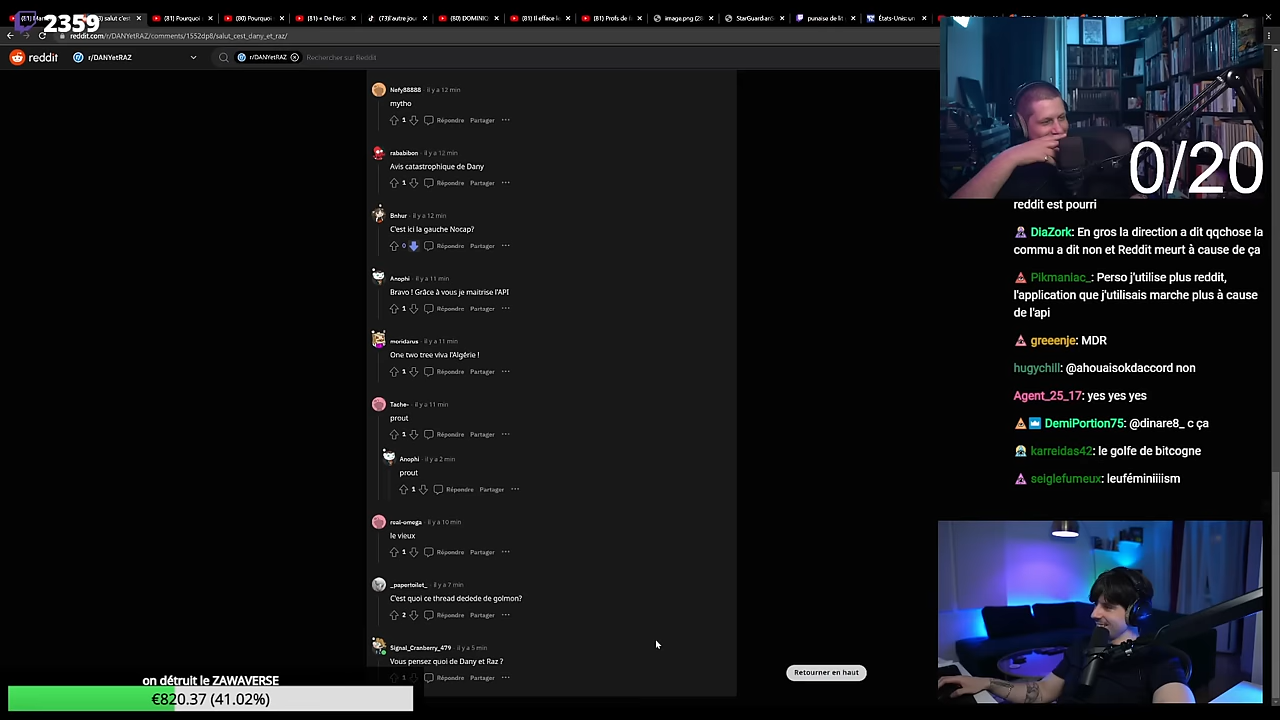 2359
reddit.com/r/DANYetRAZ/comments/1552dp8/salut_cest_dany_et_raz/
reddit
r/DANYetRAZ
r/DANYetRAZ
Recherchez sur Reddit
Nefy88888 · il y a 12 min
mytho
1 Répondre Partager ···
rababibon · il y a 12 min
Avis catastrophique de Dany
1 Répondre Partager ···
Bnhur · il y a 12 min
C'est ici la gauche Nocap?
0 Répondre Partager ···
Anophi · il y a 11 min
Bravo ! Grâce à vous je maitrise l'API
1 Répondre Partager ···
moridarus · il y a 11 min
One two tree viva l'Algérie !
1 Répondre Partager ···
Tache- · il y a 11 min
prout
1 Répondre Partager ···
Anophi · il y a 2 min
prout
1 Répondre Partager ···
real-omega · il y a 10 min
le vieux
1 Répondre Partager ···
_papertoilet_ · il y a 7 min
C'est quoi ce thread dedede de golmon?
2 Répondre Partager ···
Signal_Cranberry_479 · il y a 5 min
Vous pensez quoi de Dany et Raz ?
1 Répondre Partager ···
Retourner en haut
0/20
reddit est pourri
DiaZork: En gros la direction a dit qqchose la
commu a dit non et Reddit meurt à cause de ça
Pikmaniac_: Perso j'utilise plus reddit,
l'application que j'utilisais marche plus à cause
de l'api
greeenje: MDR
hugychill: @ahouaisokdaccord non
Agent_25_17: yes yes yes
DemiPortion75: @dinare8_ c ça
karreidas42: le golfe de bitcogne
seiglefumeux: leuféminiiiism
on détruit le ZAWAVERSE
€820.37 (41.02%)